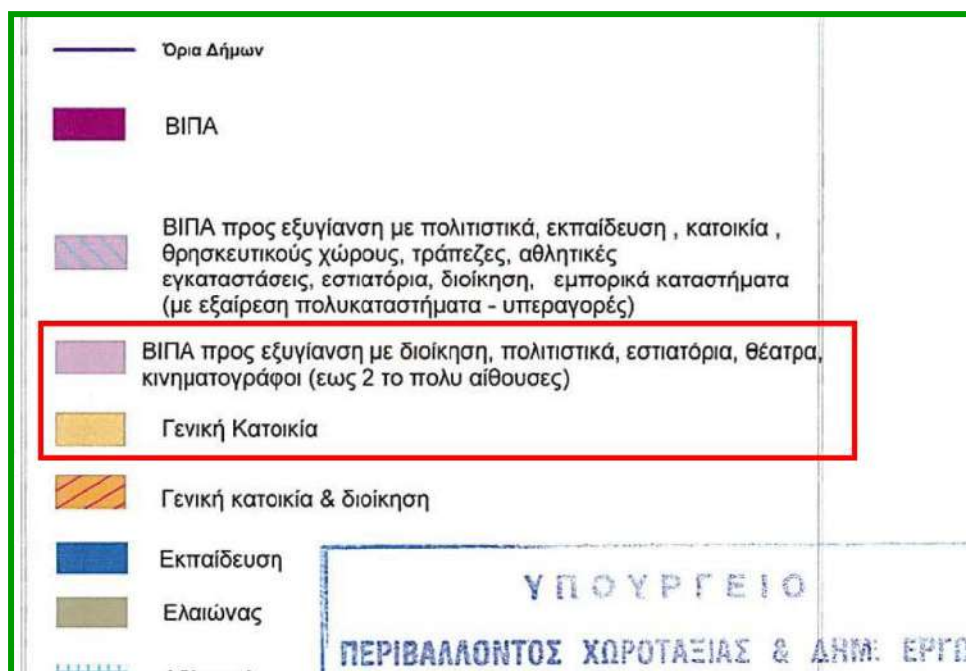 Όρια Δήμων
ΒΙΠΑ
ΒΙΠΑ προς εξυγίανση με πολιτιστικά, εκπαίδευση , κατοικία ,
θρησκευτικούς χώρους, τράπεζες, αθλητικές
εγκαταστάσεις, εστιατόρια, διοίκηση, εμπορικά καταστήματα
(με εξαίρεση πολυκαταστήματα - υπεραγορές)
ΒΙΠΑ προς εξυγίανση με διοίκηση, πολιτιστικά, εστιατόρια, θέατρα,
κινηματογράφοι (εως 2 το πολυ αίθουσες)
Γενική Κατοικία
Γενική κατοικία & διοίκηση
Εκπαίδευση
Ελαιώνας
ΥΠΟΥΡΓΕΙΟ
ΠΕΡΙΒΑΛΛΟΝΤΟΣ ΧΩΡΟΤΑΞΙΑΣ & ΔΗΜ. ΕΡΓΩ